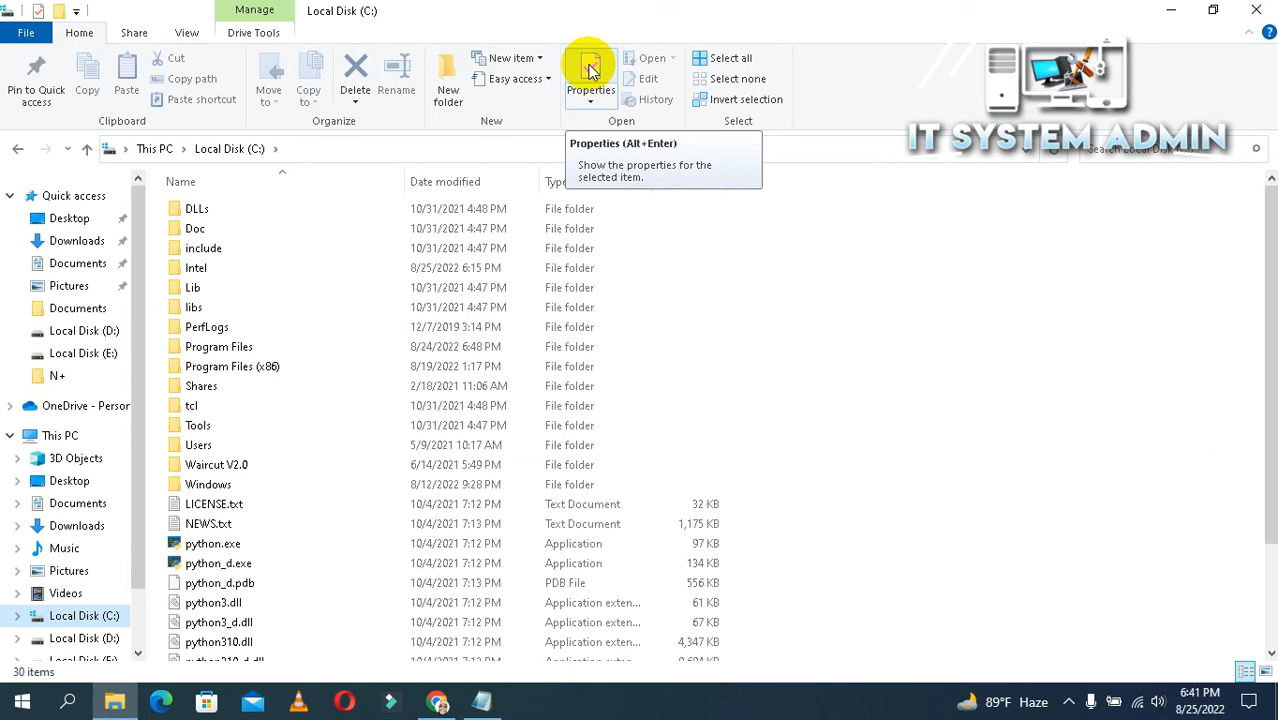 Manage
Local Disk (C:)
File
Home
Share
View
Drive Tools
Pin to Quick access
Copy
Paste
Cut
Copy path
Paste shortcut
Clipboard
Move to
Copy to
Delete
Rename
Organize
New folder
New item
Easy access
New
Properties
Open
Edit
History
Open
Select all
Select none
Invert selection
Select
IT SYSTEM ADMIN
This PC
Local Disk (C:)
Properties (Alt+Enter)
Show the properties for the
selected item.
Name
Date modified
Quick access
Desktop
Downloads
Documents
Pictures
Documents
Local Disk (D:)
Local Disk (E:)
N+
OneDrive - Person
This PC
3D Objects
Desktop
Documents
Downloads
Music
Pictures
Videos
Local Disk (C:)
Local Disk (D:)
DLLs 10/31/2021 4:48 PM File folder
Doc 10/31/2021 4:47 PM File folder
include 10/31/2021 4:47 PM File folder
Intel 8/25/2022 6:15 PM File folder
Lib 10/31/2021 4:47 PM File folder
libs 10/31/2021 4:47 PM File folder
PerfLogs 12/7/2019 3:14 PM File folder
Program Files 8/24/2022 6:48 PM File folder
Program Files (x86) 8/19/2022 1:17 PM File folder
Shares 2/18/2021 11:06 AM File folder
tcl 10/31/2021 4:48 PM File folder
Tools 10/31/2021 4:47 PM File folder
Users 5/9/2021 10:17 AM File folder
Waircut V2.0 6/14/2021 5:49 PM File folder
Windows 8/12/2022 9:28 PM File folder
LICENSE.txt 10/4/2021 7:12 PM Text Document 32 KB
NEWS.txt 10/4/2021 7:13 PM Text Document 1,175 KB
python.exe 10/4/2021 7:12 PM Application 97 KB
python_d.exe 10/4/2021 7:12 PM Application 134 KB
python_d.pdb 10/4/2021 7:13 PM PDB File 556 KB
python3.dll 10/4/2021 7:12 PM Application exten... 61 KB
python3_d.dll 10/4/2021 7:12 PM Application exten... 67 KB
python310.dll 10/4/2021 7:12 PM Application exten... 4,347 KB
30 items
89°F Haze
6:41 PM
8/25/2022